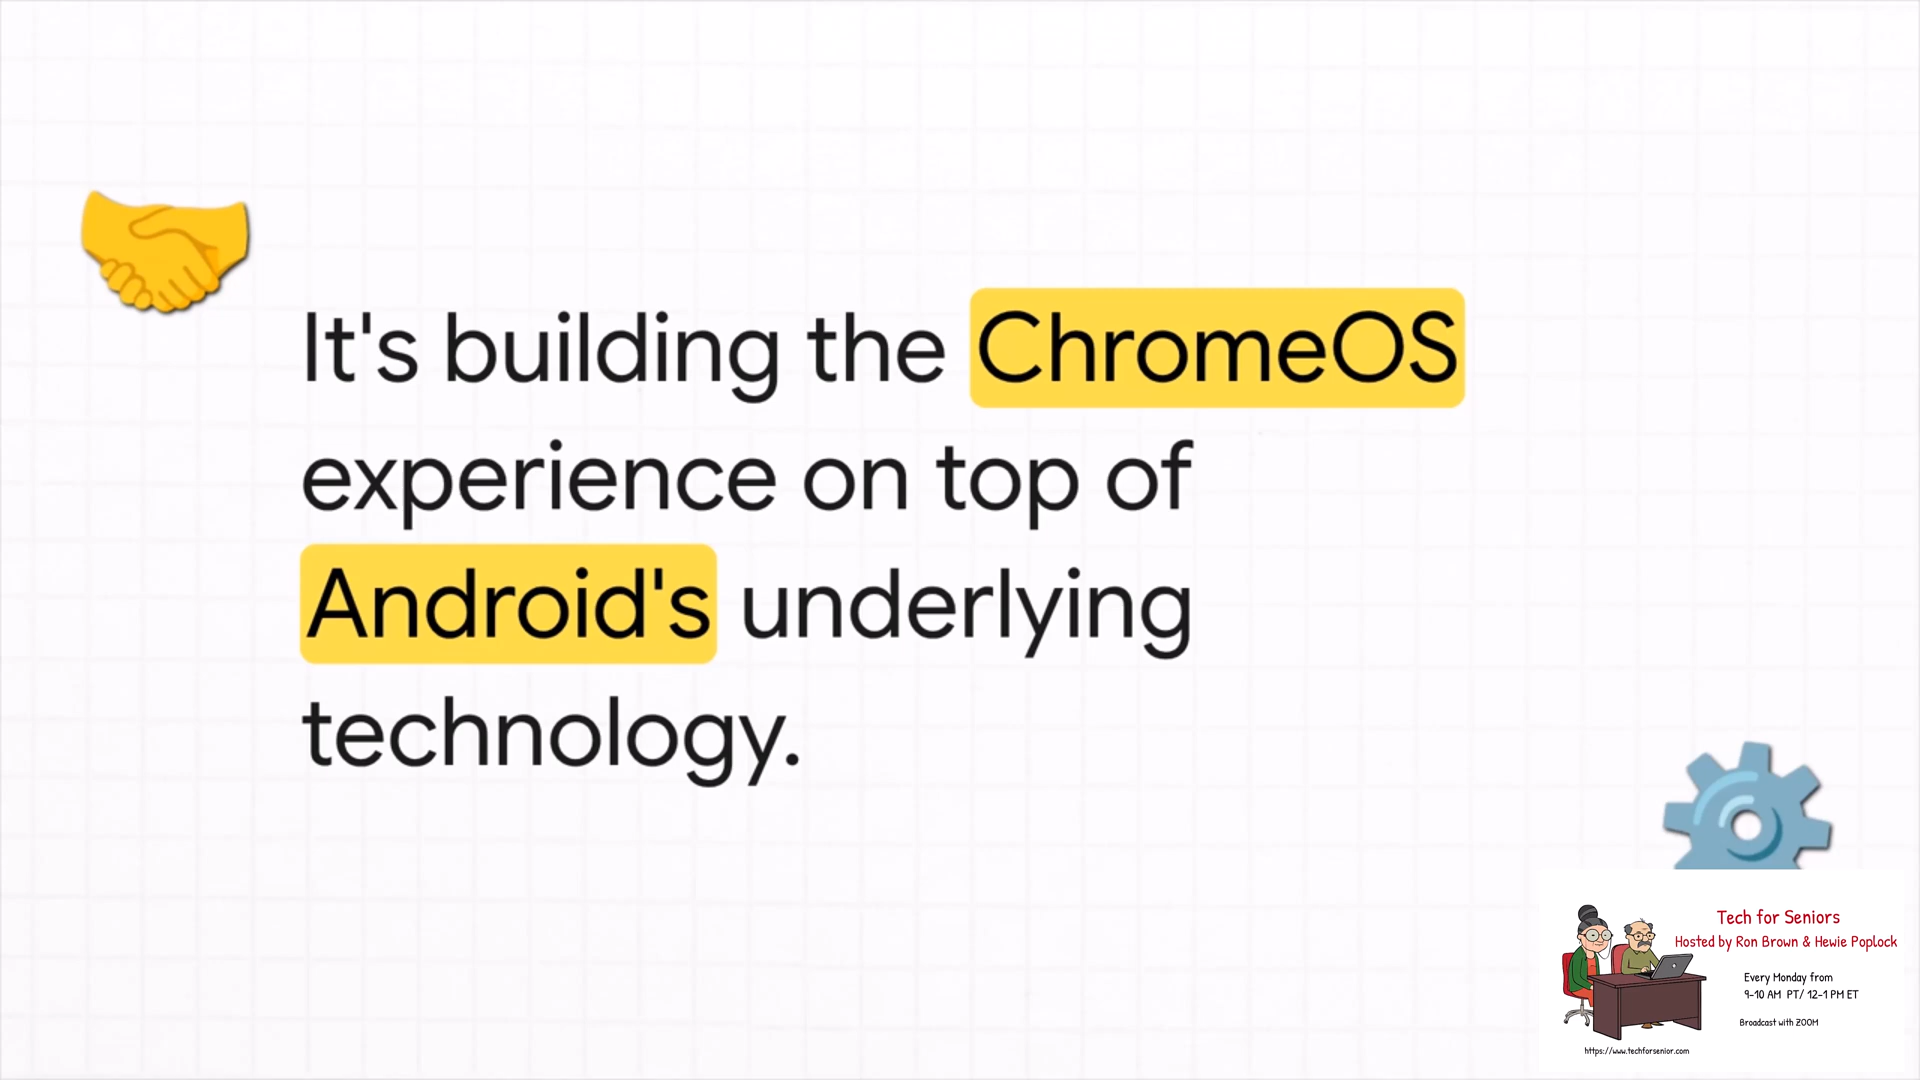 It's building the ChromeOS
experience on top of
Android's underlying
technology.
Tech for Seniors
Hosted by Ron Brown & Hewie Poplock
Every Monday from
9-10 AM PT/ 12-1 PM ET
Broadcast with ZOOM
https://www.techforsenior.com